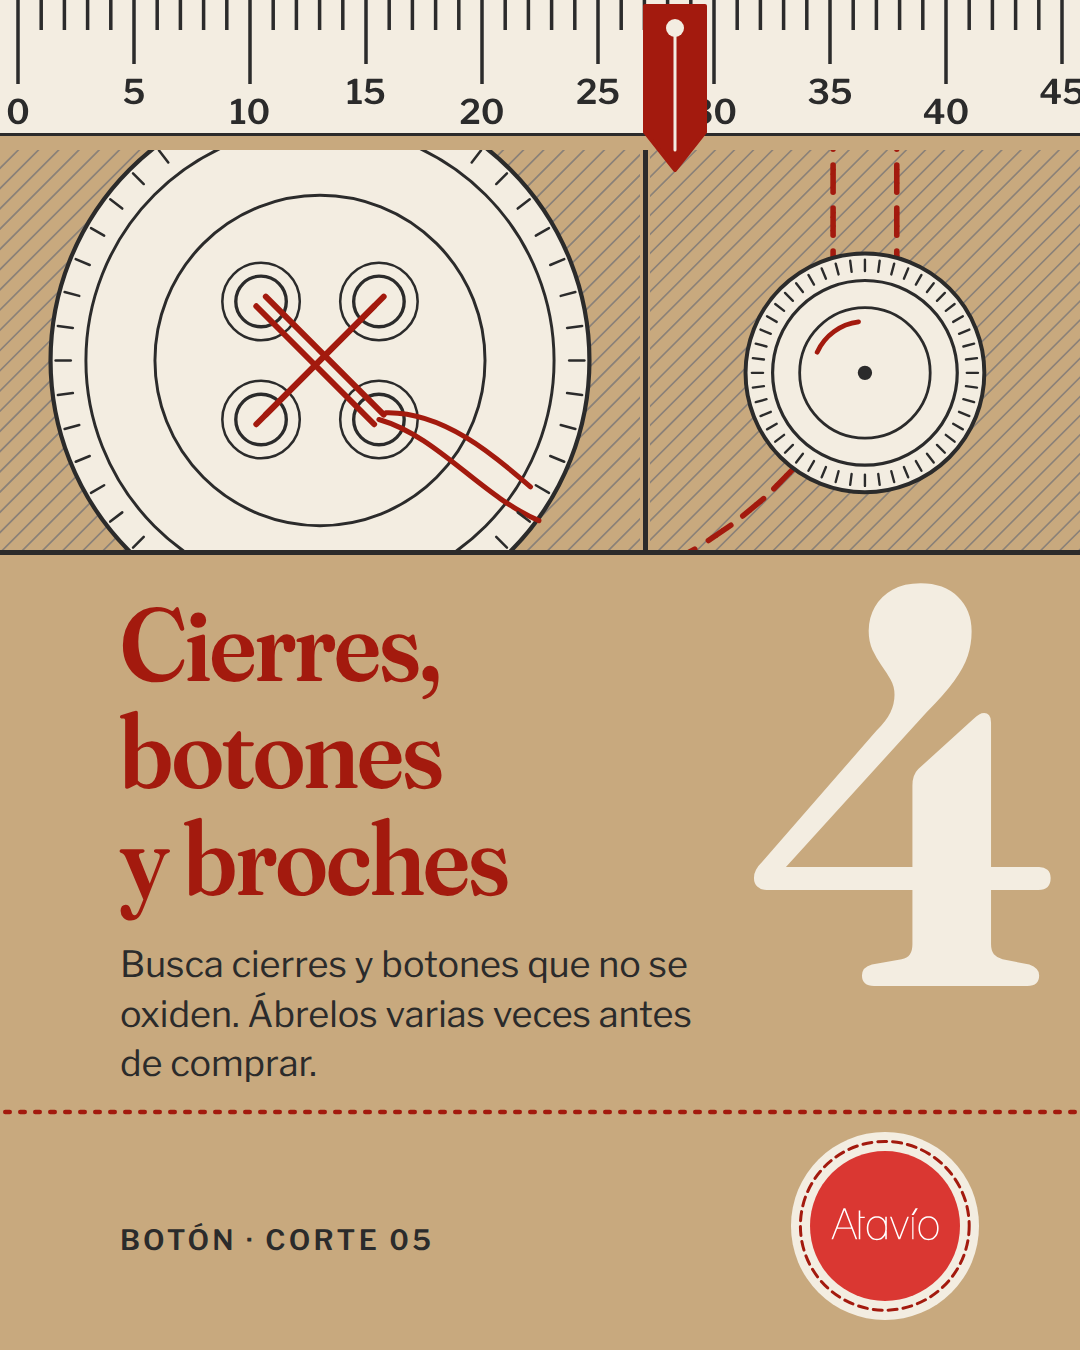 0 5 10 15 20 25 30 35 40 45
Cierres,
botones
y broches
4
Busca cierres y botones que no se
oxiden. Ábrelos varias veces antes
de comprar.
BOTÓN · CORTE 05
Atavío